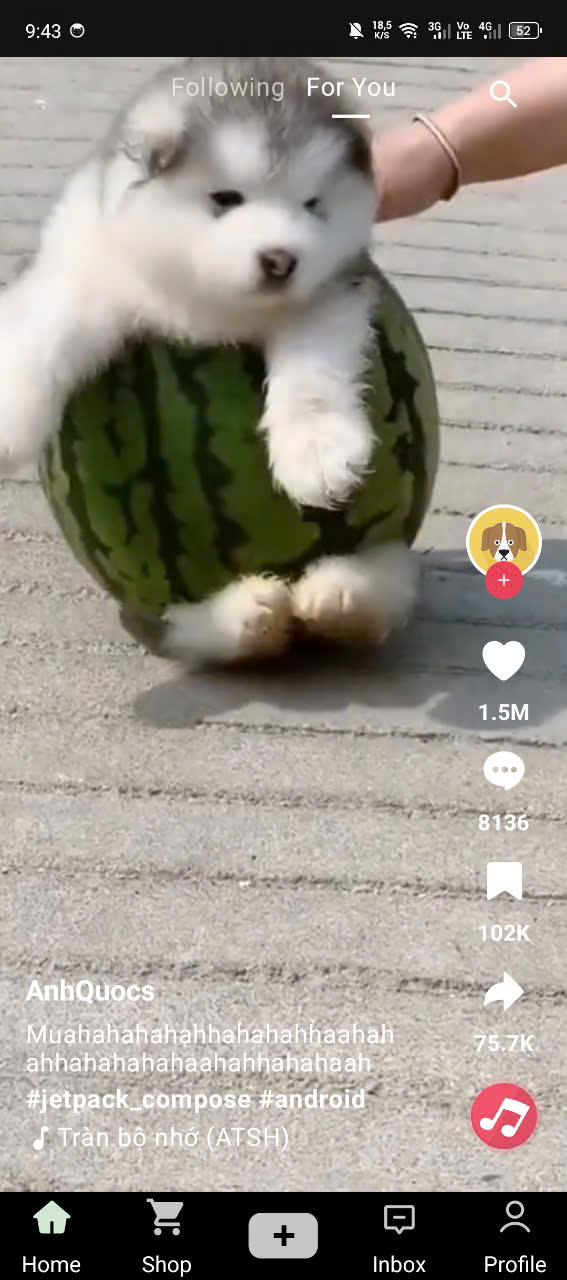 9:43
18,5
K/S
3G
Vo
LTE
4G
52
Following For You
1.5M
8136
102K
75.7K
AnhQuocs
Muahahahahahhahahahhaahah
ahhahahahahaahahhahahaah
#jetpack_compose #android
Tràn bộ nhớ (ATSH)
Home Shop Inbox Profile